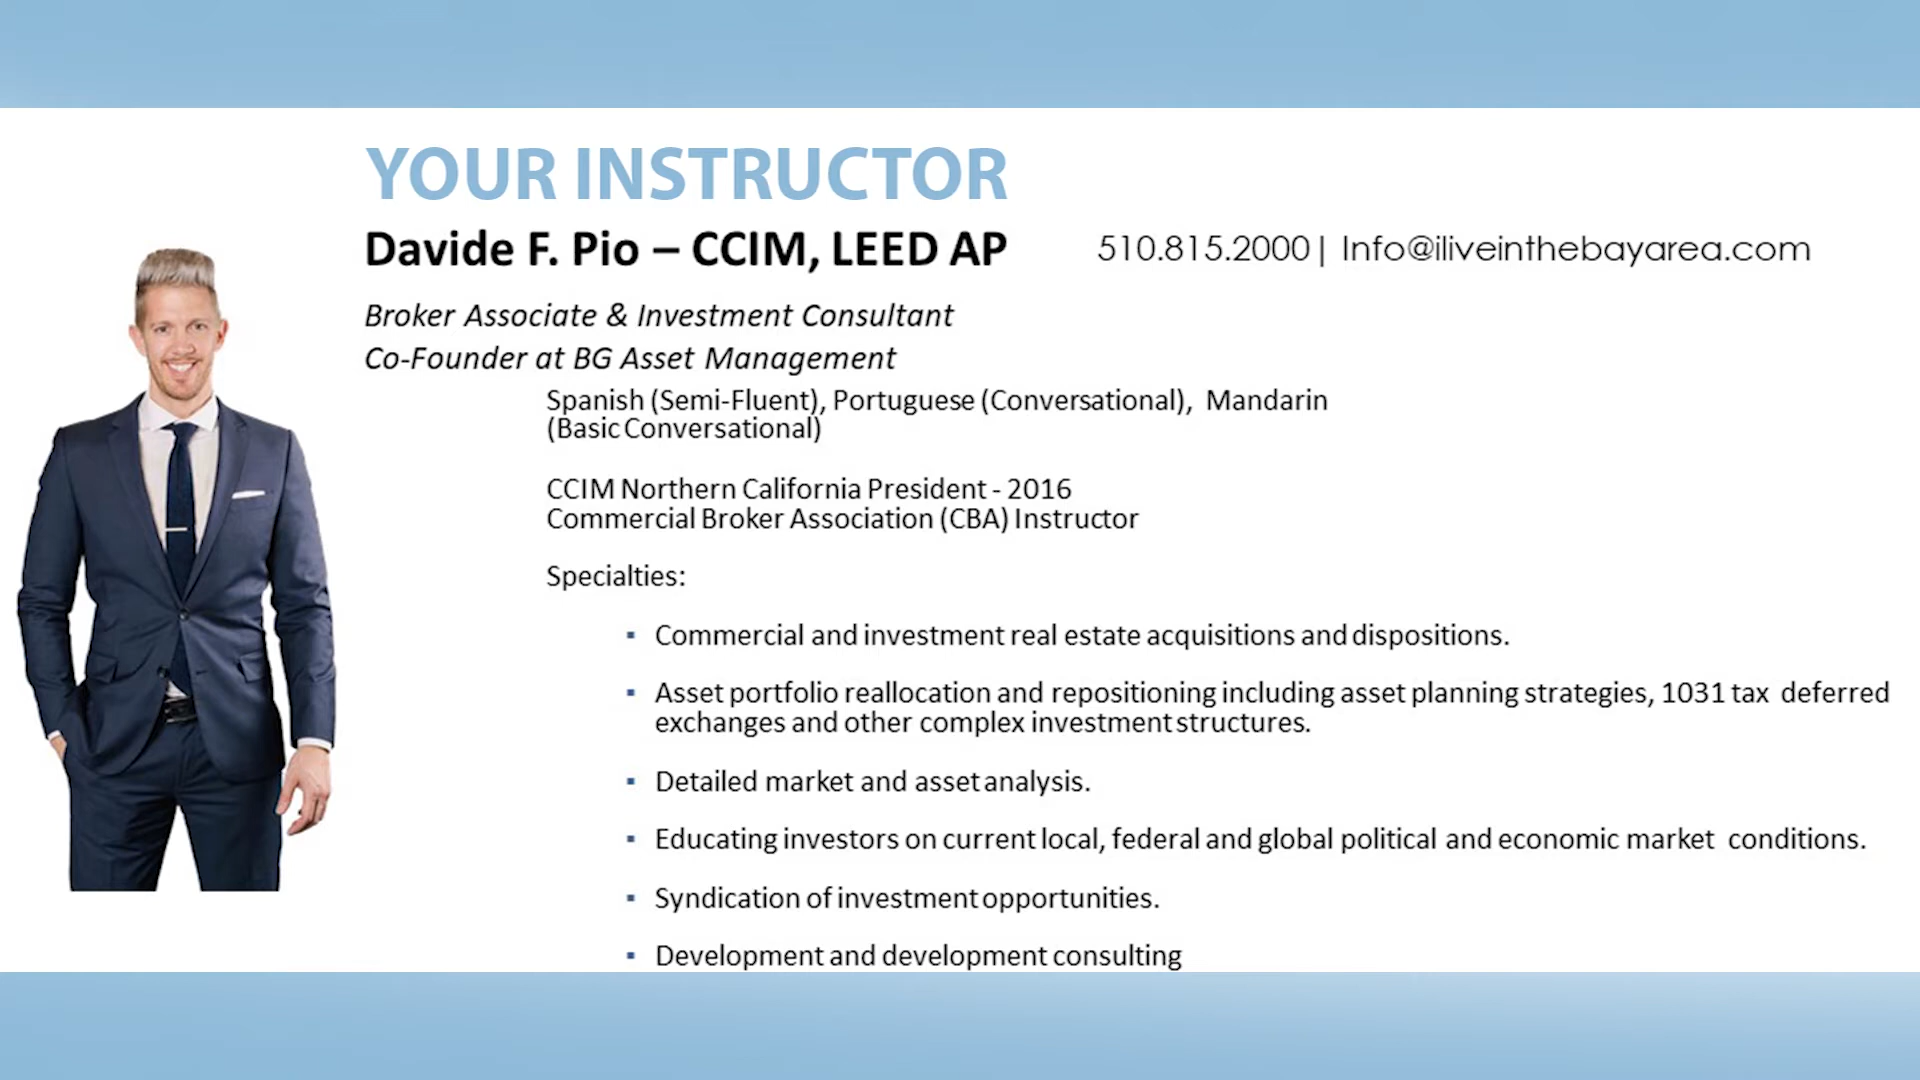 YOUR INSTRUCTOR
Davide F. Pio – CCIM, LEED AP
510.815.2000| Info@iliveinthebayarea.com
Broker Associate & Investment Consultant
Co-Founder at BG Asset Management
Spanish (Semi-Fluent), Portuguese (Conversational), Mandarin
(Basic Conversational)
CCIM Northern California President - 2016
Commercial Broker Association (CBA) Instructor
Specialties:
▪ Commercial and investment real estate acquisitions and dispositions.
▪ Asset portfolio reallocation and repositioning including asset planning strategies, 1031 tax deferred
exchanges and other complex investment structures.
▪ Detailed market and asset analysis.
▪ Educating investors on current local, federal and global political and economic market conditions.
▪ Syndication of investment opportunities.
▪ Development and development consulting